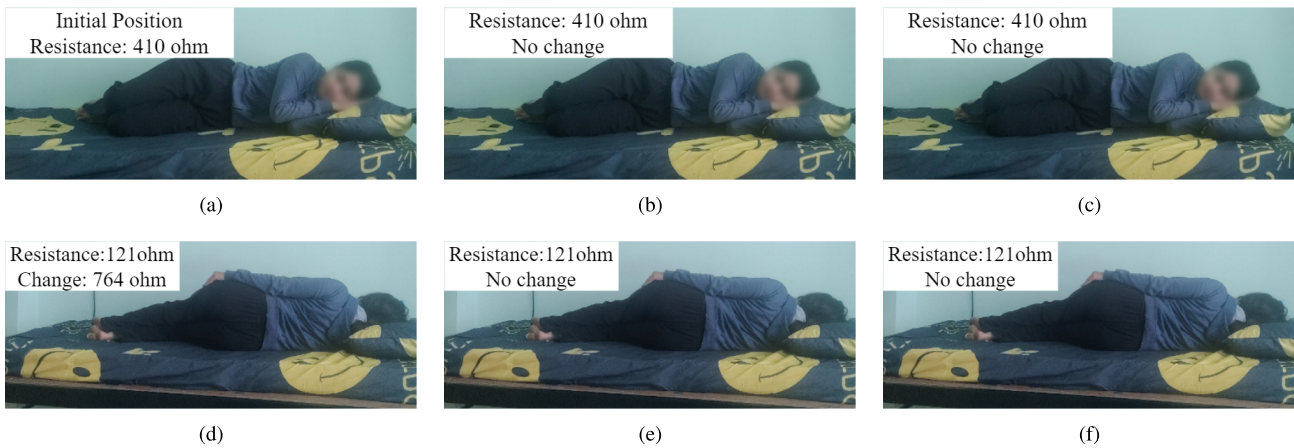 Initial Position
Resistance: 410 ohm
Resistance: 410 ohm
No change
Resistance: 410 ohm
No change
(a)
(b)
(c)
Resistance:121ohm
Change: 764 ohm
Resistance:121ohm
No change
Resistance:121ohm
No change
(d)
(e)
(f)